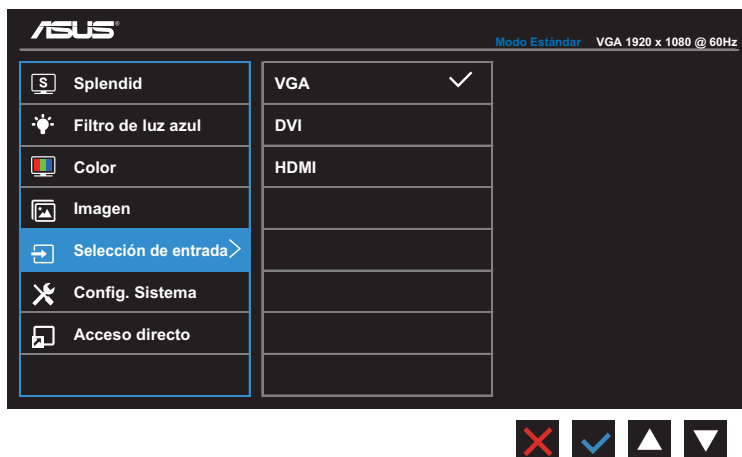 ASUS
Modo Estándar VGA 1920 x 1080 @ 60Hz
S Splendid
Filtro de luz azul
Color
Imagen
Selección de entrada
Config. Sistema
Acceso directo
VGA
DVI
HDMI